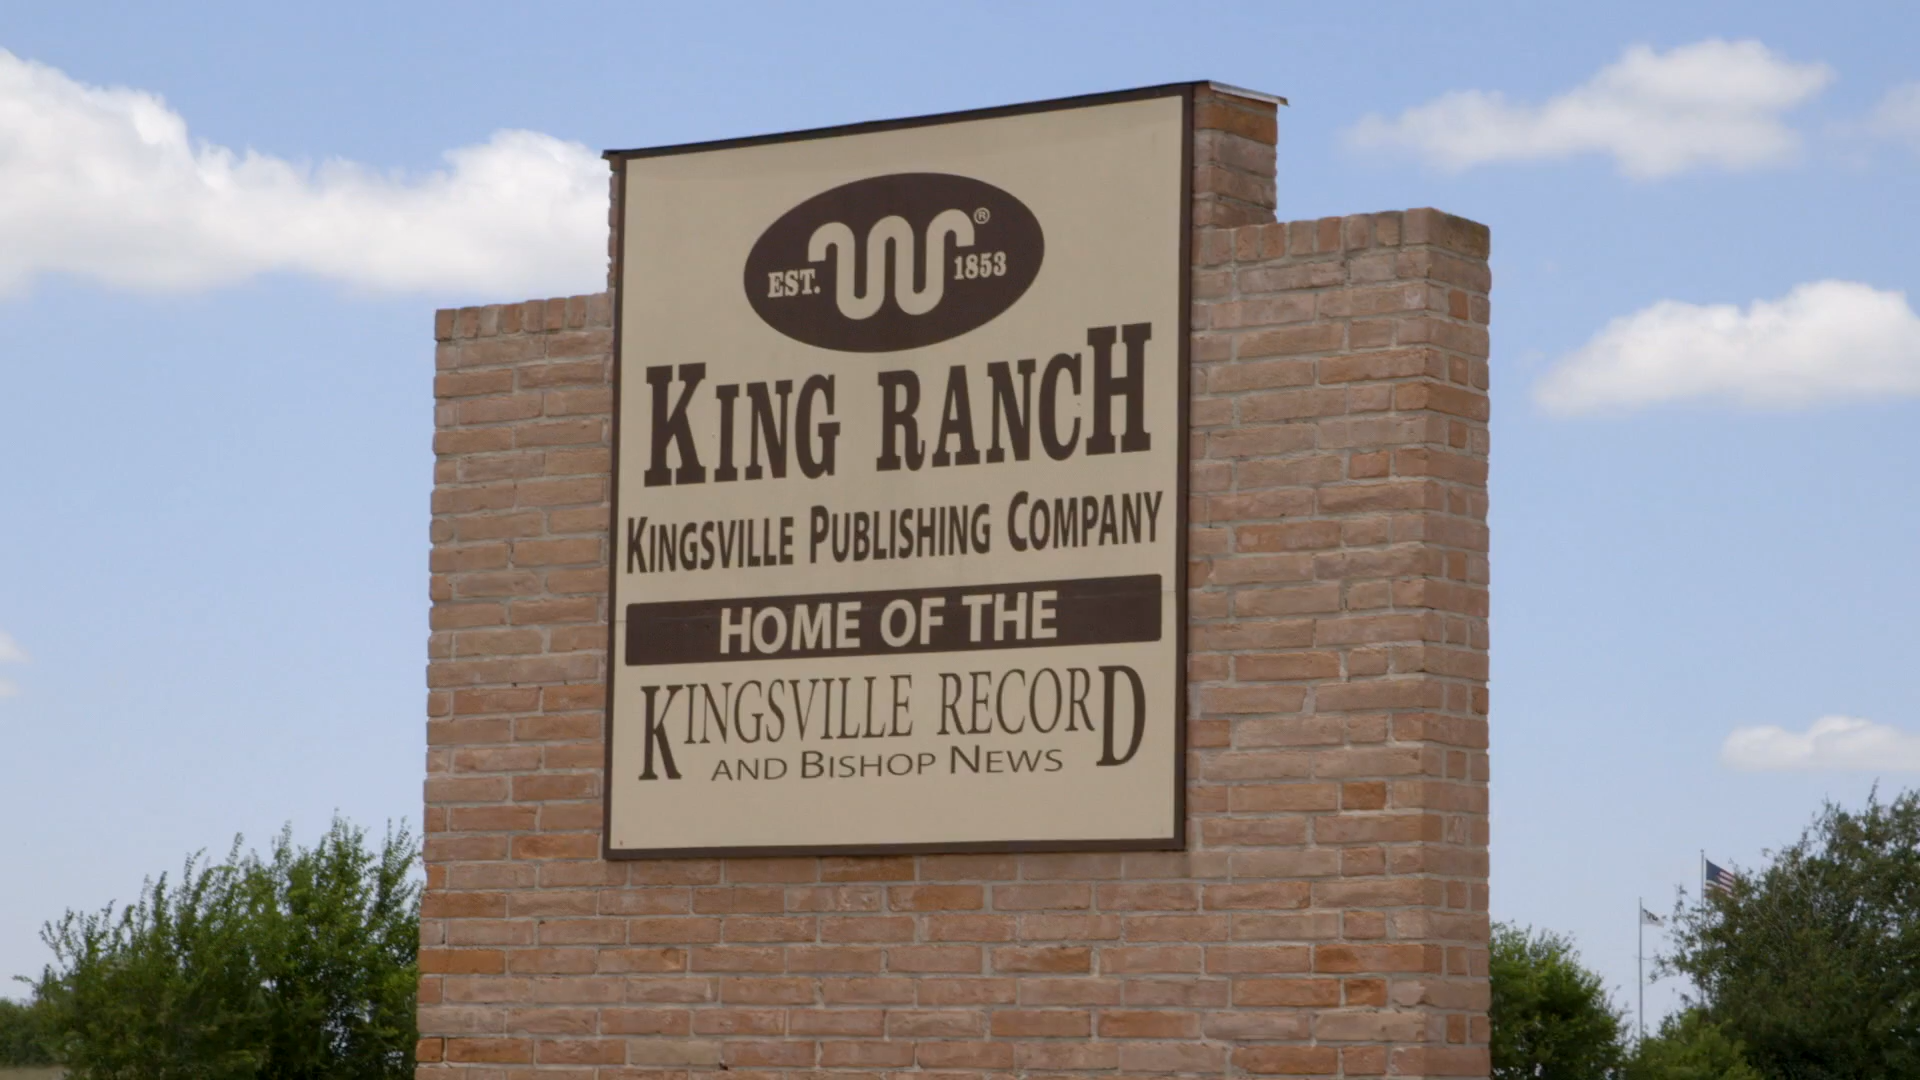 EST. 1853 ®
KING RANCH
KINGSVILLE PUBLISHING COMPANY
HOME OF THE
KINGSVILLE RECORD
AND BISHOP NEWS